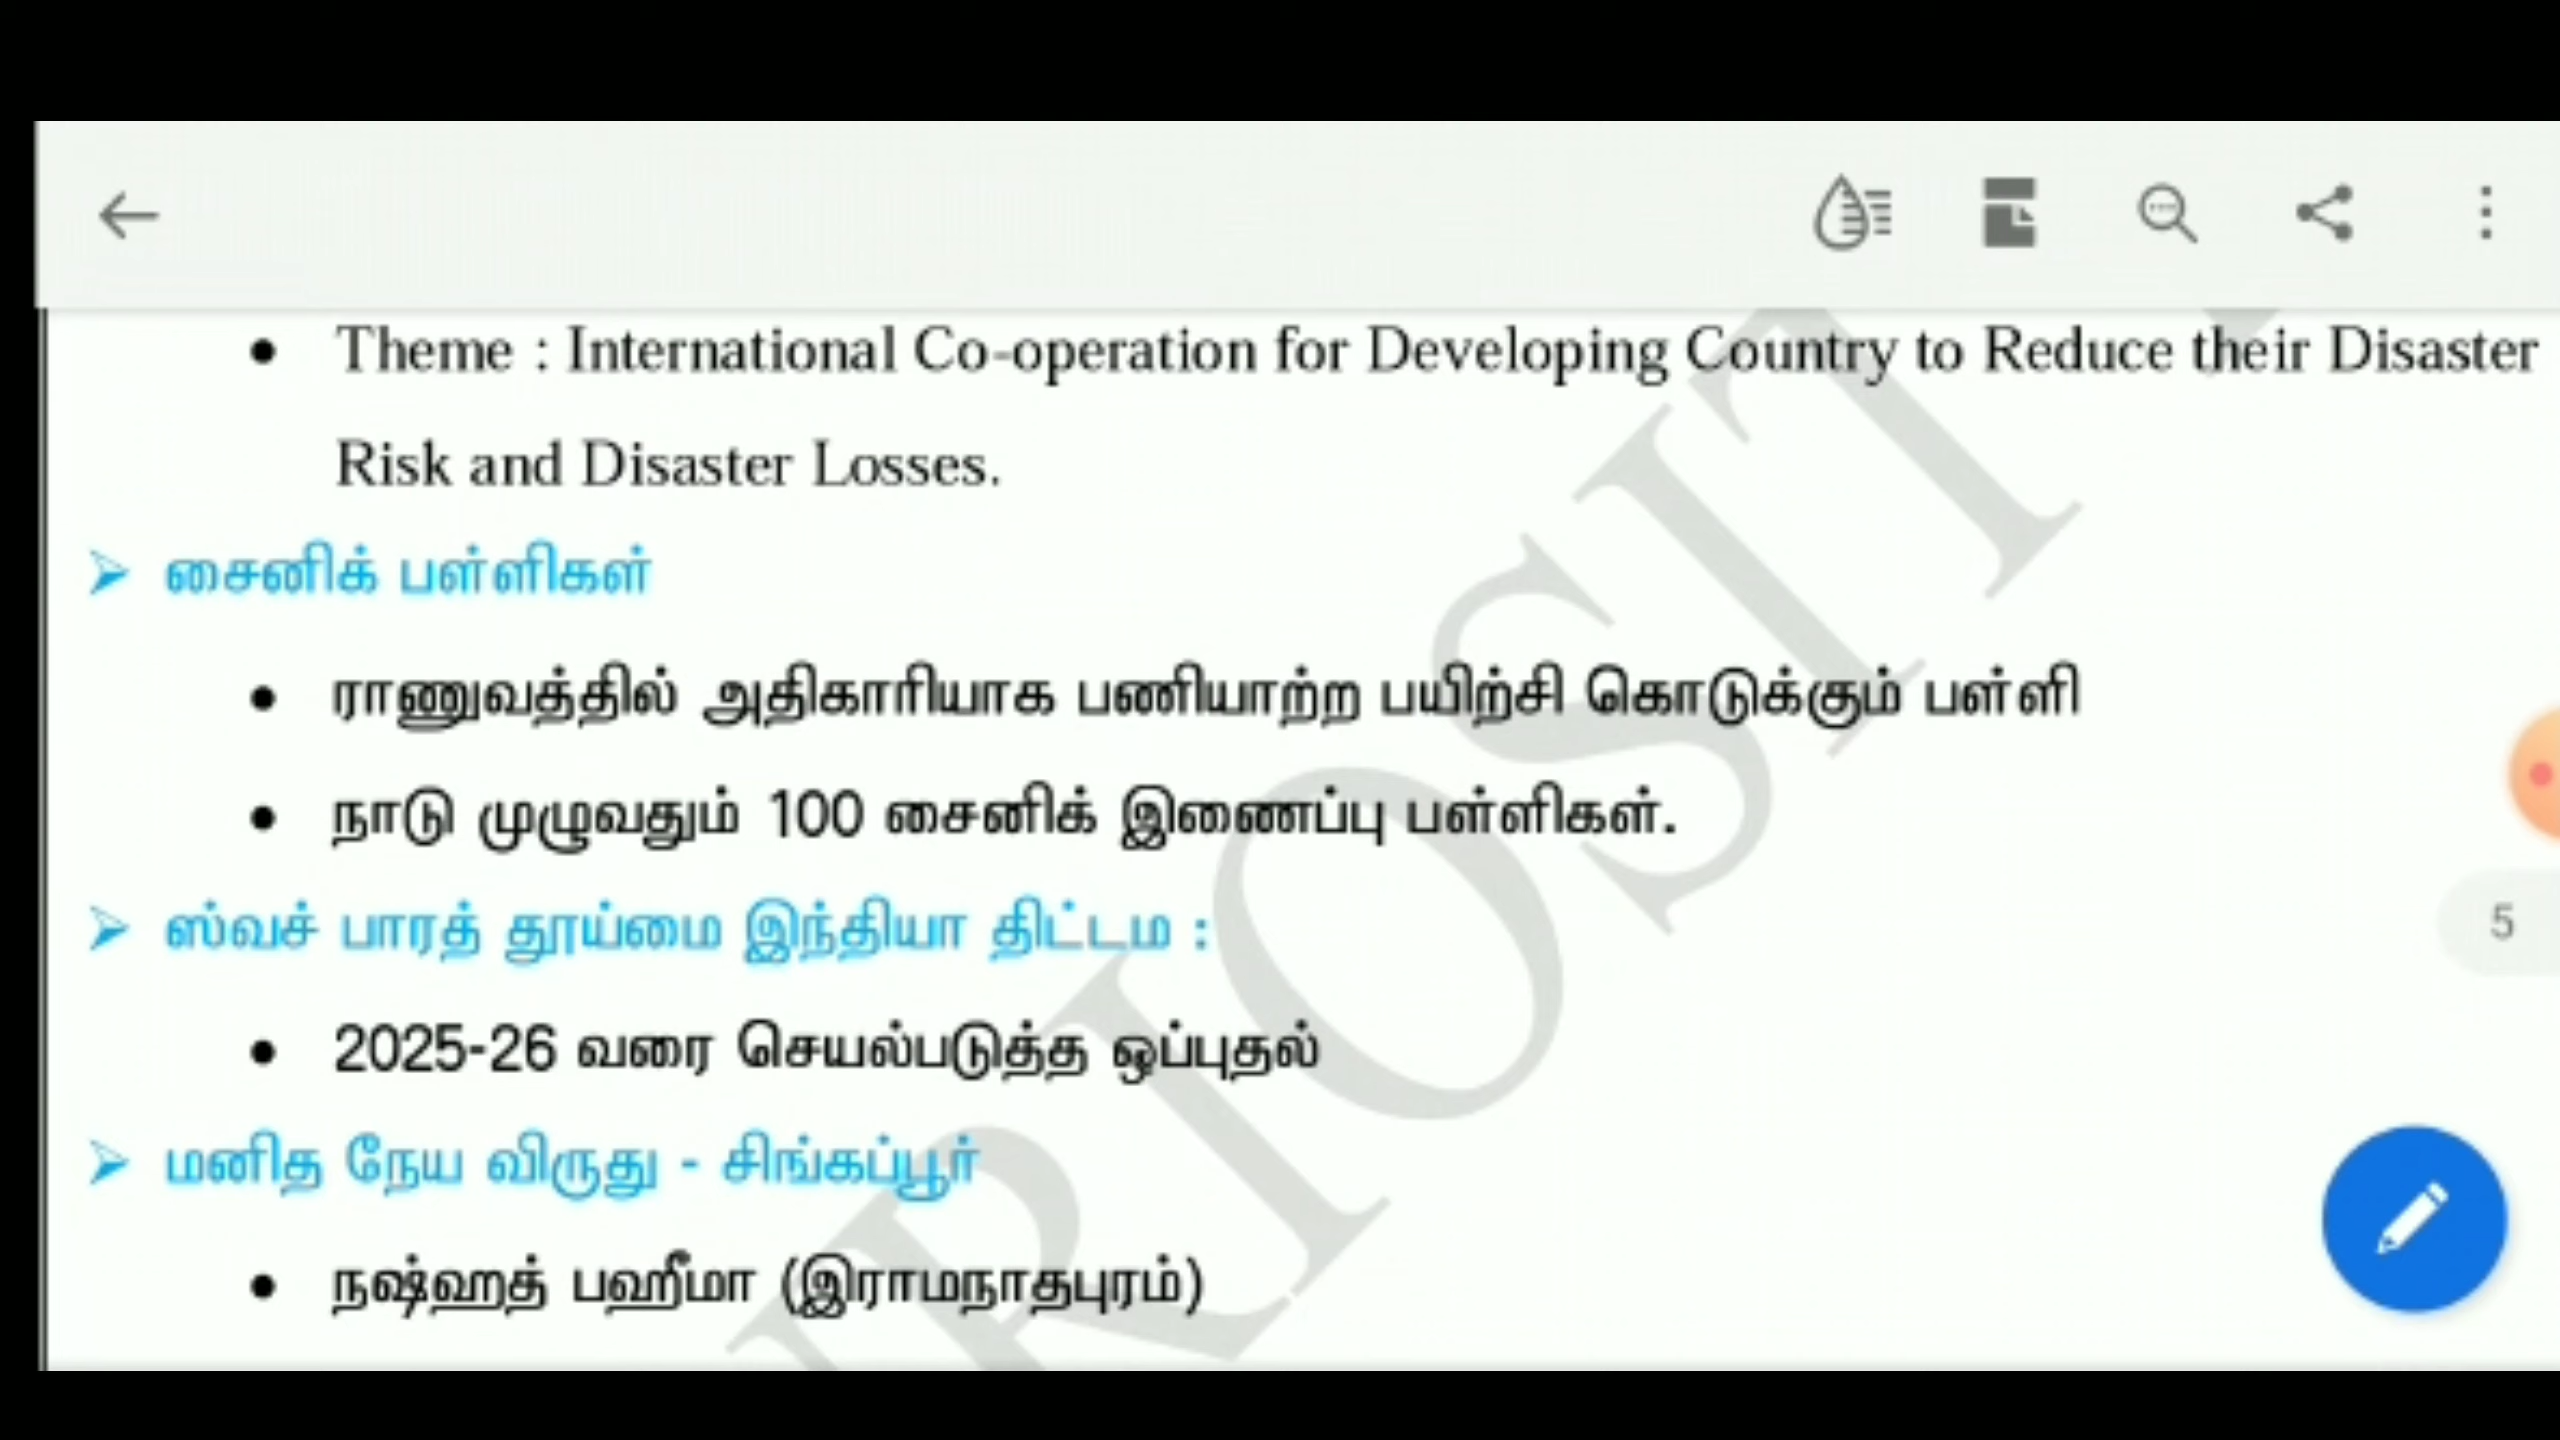 • Theme : International Co-operation for Developing Country to Reduce their Disaster
Risk and Disaster Losses.
➢ சைனிக் பள்ளிகள்
• ராணுவத்தில் அதிகாரியாக பணியாற்ற பயிற்சி கொடுக்கும் பள்ளி
• நாடு முழுவதும் 100 சைனிக் இணைப்பு பள்ளிகள்.
➢ ஸ்வச் பாரத் தூய்மை இந்தியா திட்டம :
• 2025-26 வரை செயல்படுத்த ஒப்புதல்
5
➢ மனித நேய விருது - சிங்கப்பூர்
• நஷ்ஹத் பஹீமா (இராமநாதபுரம்)
RIOSIT